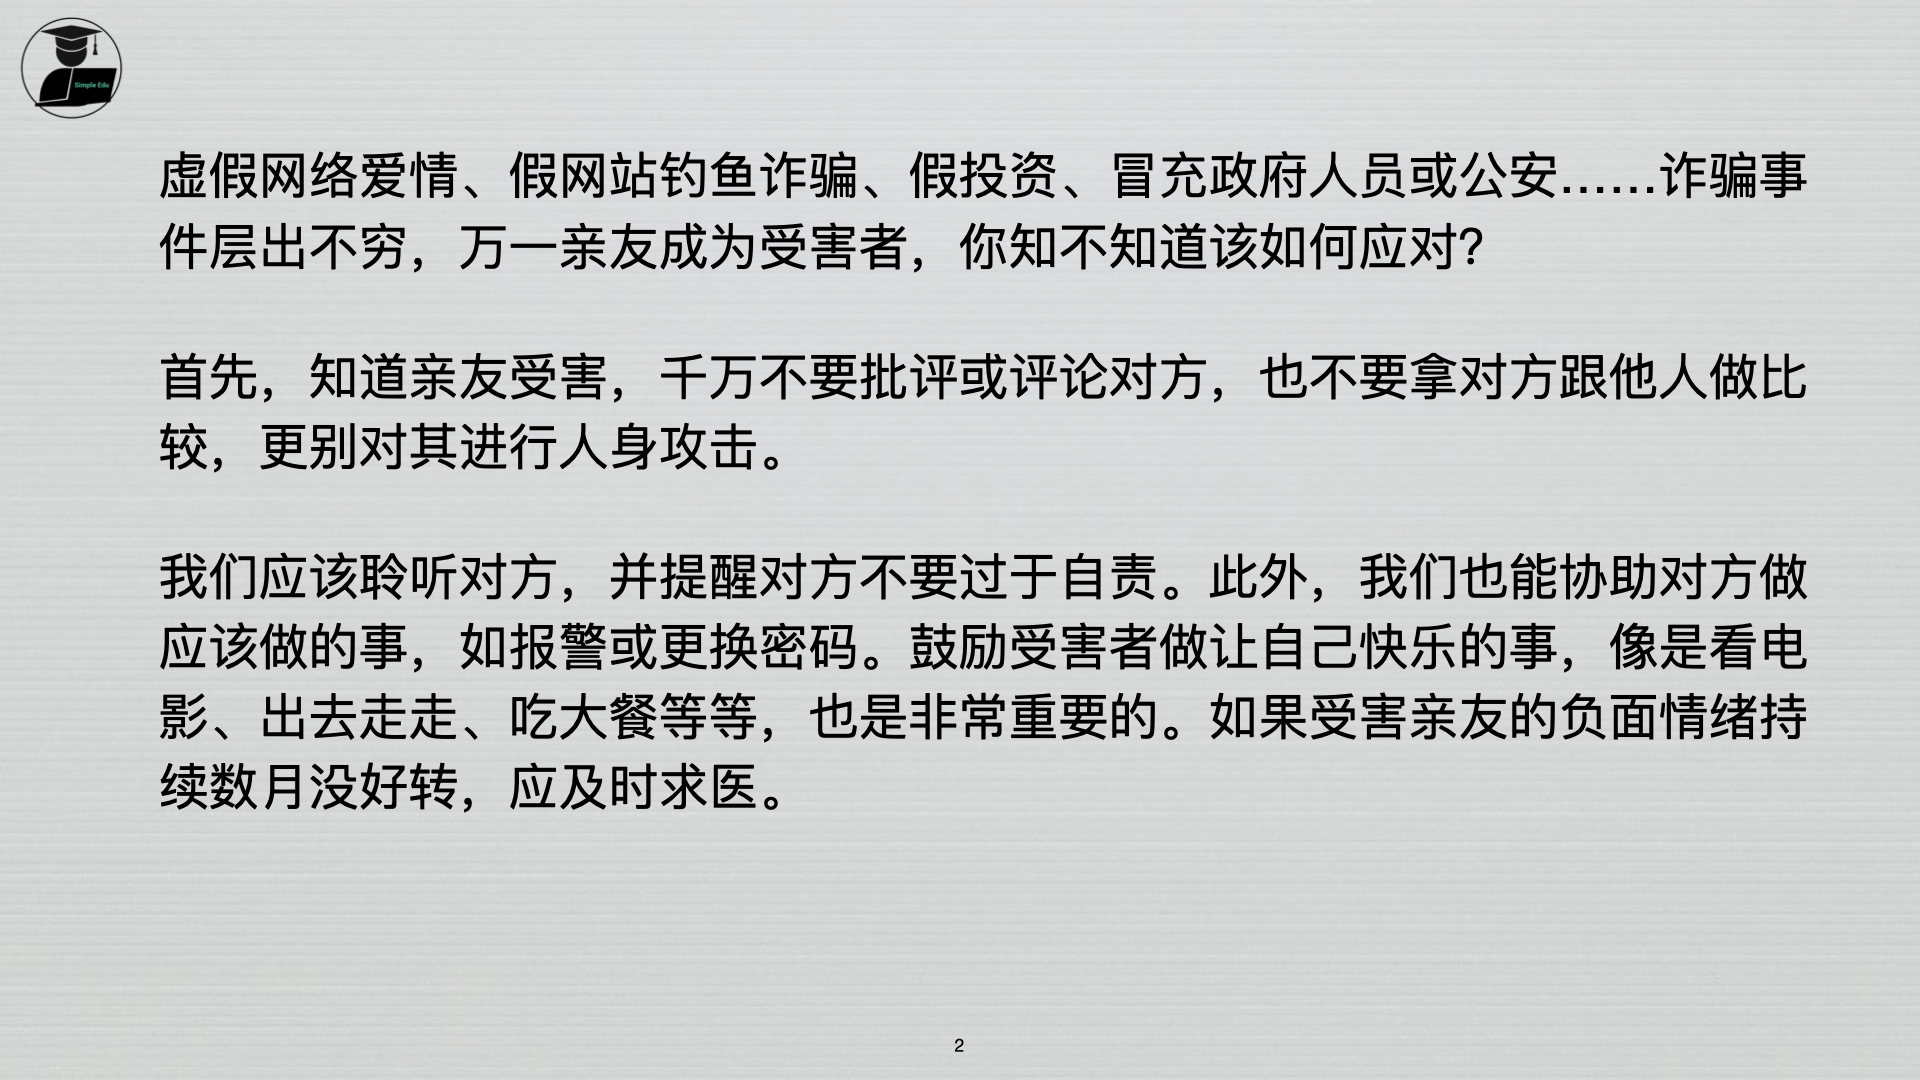 Simple Edu
虚假网络爱情、假网站钓鱼诈骗、假投资、冒充政府人员或公安……诈骗事
件层出不穷，万一亲友成为受害者，你知不知道该如何应对？
首先，知道亲友受害，千万不要批评或评论对方，也不要拿对方跟他人做比
较，更别对其进行人身攻击。
我们应该聆听对方，并提醒对方不要过于自责。此外，我们也能协助对方做
应该做的事，如报警或更换密码。鼓励受害者做让自己快乐的事，像是看电
影、出去走走、吃大餐等等，也是非常重要的。如果受害亲友的负面情绪持
续数月没好转，应及时求医。
2